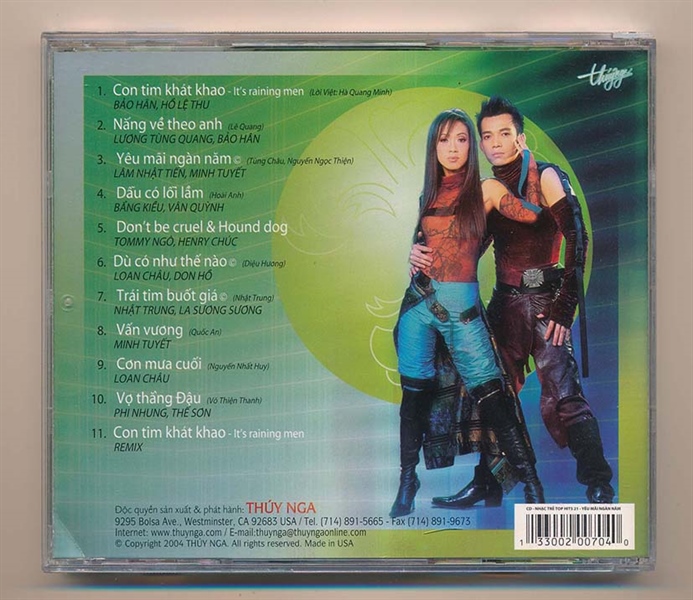 thúy nga
1. Con tim khát khao - It's raining men (Lời Việt: Hà Quang Minh)
BẢO HÂN, HỒ LỆ THU
2. Nắng về theo anh (Lê Quang)
LƯƠNG TÙNG QUANG, BẢO HÂN
3. Yêu mãi ngàn năm © (Tùng Châu, Nguyễn Ngọc Thiện)
LÂM NHẬT TIẾN, MINH TUYẾT
4. Dẫu có lỗi lầm (Hoài Anh)
BẰNG KIỀU, VÂN QUỲNH
5. Don't be cruel & Hound dog
TOMMY NGÔ, HENRY CHÚC
6. Dù có như thế nào © (Diệu Hương)
LOAN CHÂU, DON HỒ
7. Trái tim buốt giá © (Nhật Trung)
NHẬT TRUNG, LA SƯƠNG SƯƠNG
8. Vấn vương (Quốc An)
MINH TUYẾT
9. Cơn mưa cuối (Nguyễn Nhất Huy)
LOAN CHÂU
10. Vợ thằng Đậu (Võ Thiện Thanh)
PHI NHUNG, THẾ SƠN
11. Con tim khát khao - It's raining men
REMIX
Độc quyền sản xuất & phát hành: THÚY NGA
9295 Bolsa Ave., Westminster, CA 92683 USA / Tel. (714) 891-5665 - Fax (714) 891-9673
Internet: www.thuynga.com / E-mail:thuynga@thuyngaonline.com
© Copyright 2004 THÚY NGA. All rights reserved. Made in USA
CD - NHẠC TRẺ TOP HITS 21 - YÊU MÃI NGÀN NĂM
1 33002 00704 0